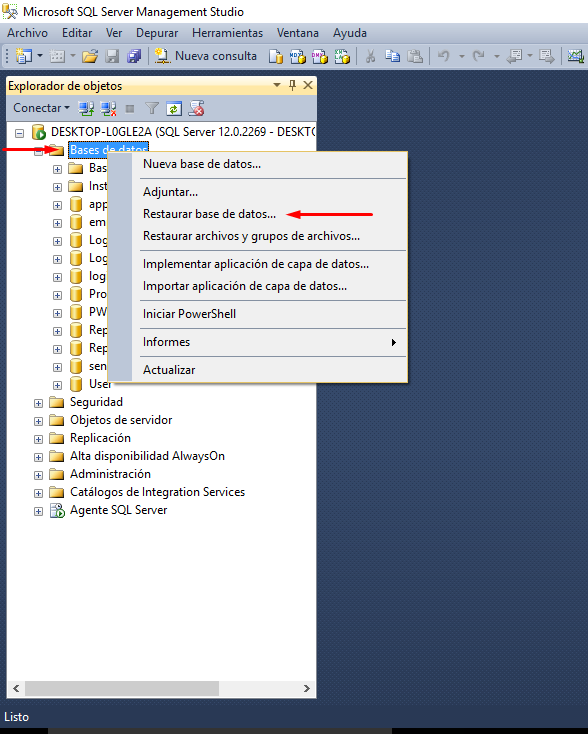 Microsoft SQL Server Management Studio
Archivo Editar Ver Depurar Herramientas Ventana Ayuda
Nueva consulta
Explorador de objetos
Conectar
DESKTOP-L0GLE2A (SQL Server 12.0.2269 - DESKTO
Bases de datos
Bas
Inst
app
em
Log
Log
log
Pro
PW
Rep
Rep
sen
User
Nueva base de datos...
Adjuntar...
Restaurar base de datos...
Restaurar archivos y grupos de archivos...
Implementar aplicación de capa de datos...
Importar aplicación de capa de datos...
Iniciar PowerShell
Informes
Actualizar
Seguridad
Objetos de servidor
Replicación
Alta disponibilidad AlwaysOn
Administración
Catálogos de Integration Services
Agente SQL Server
Listo